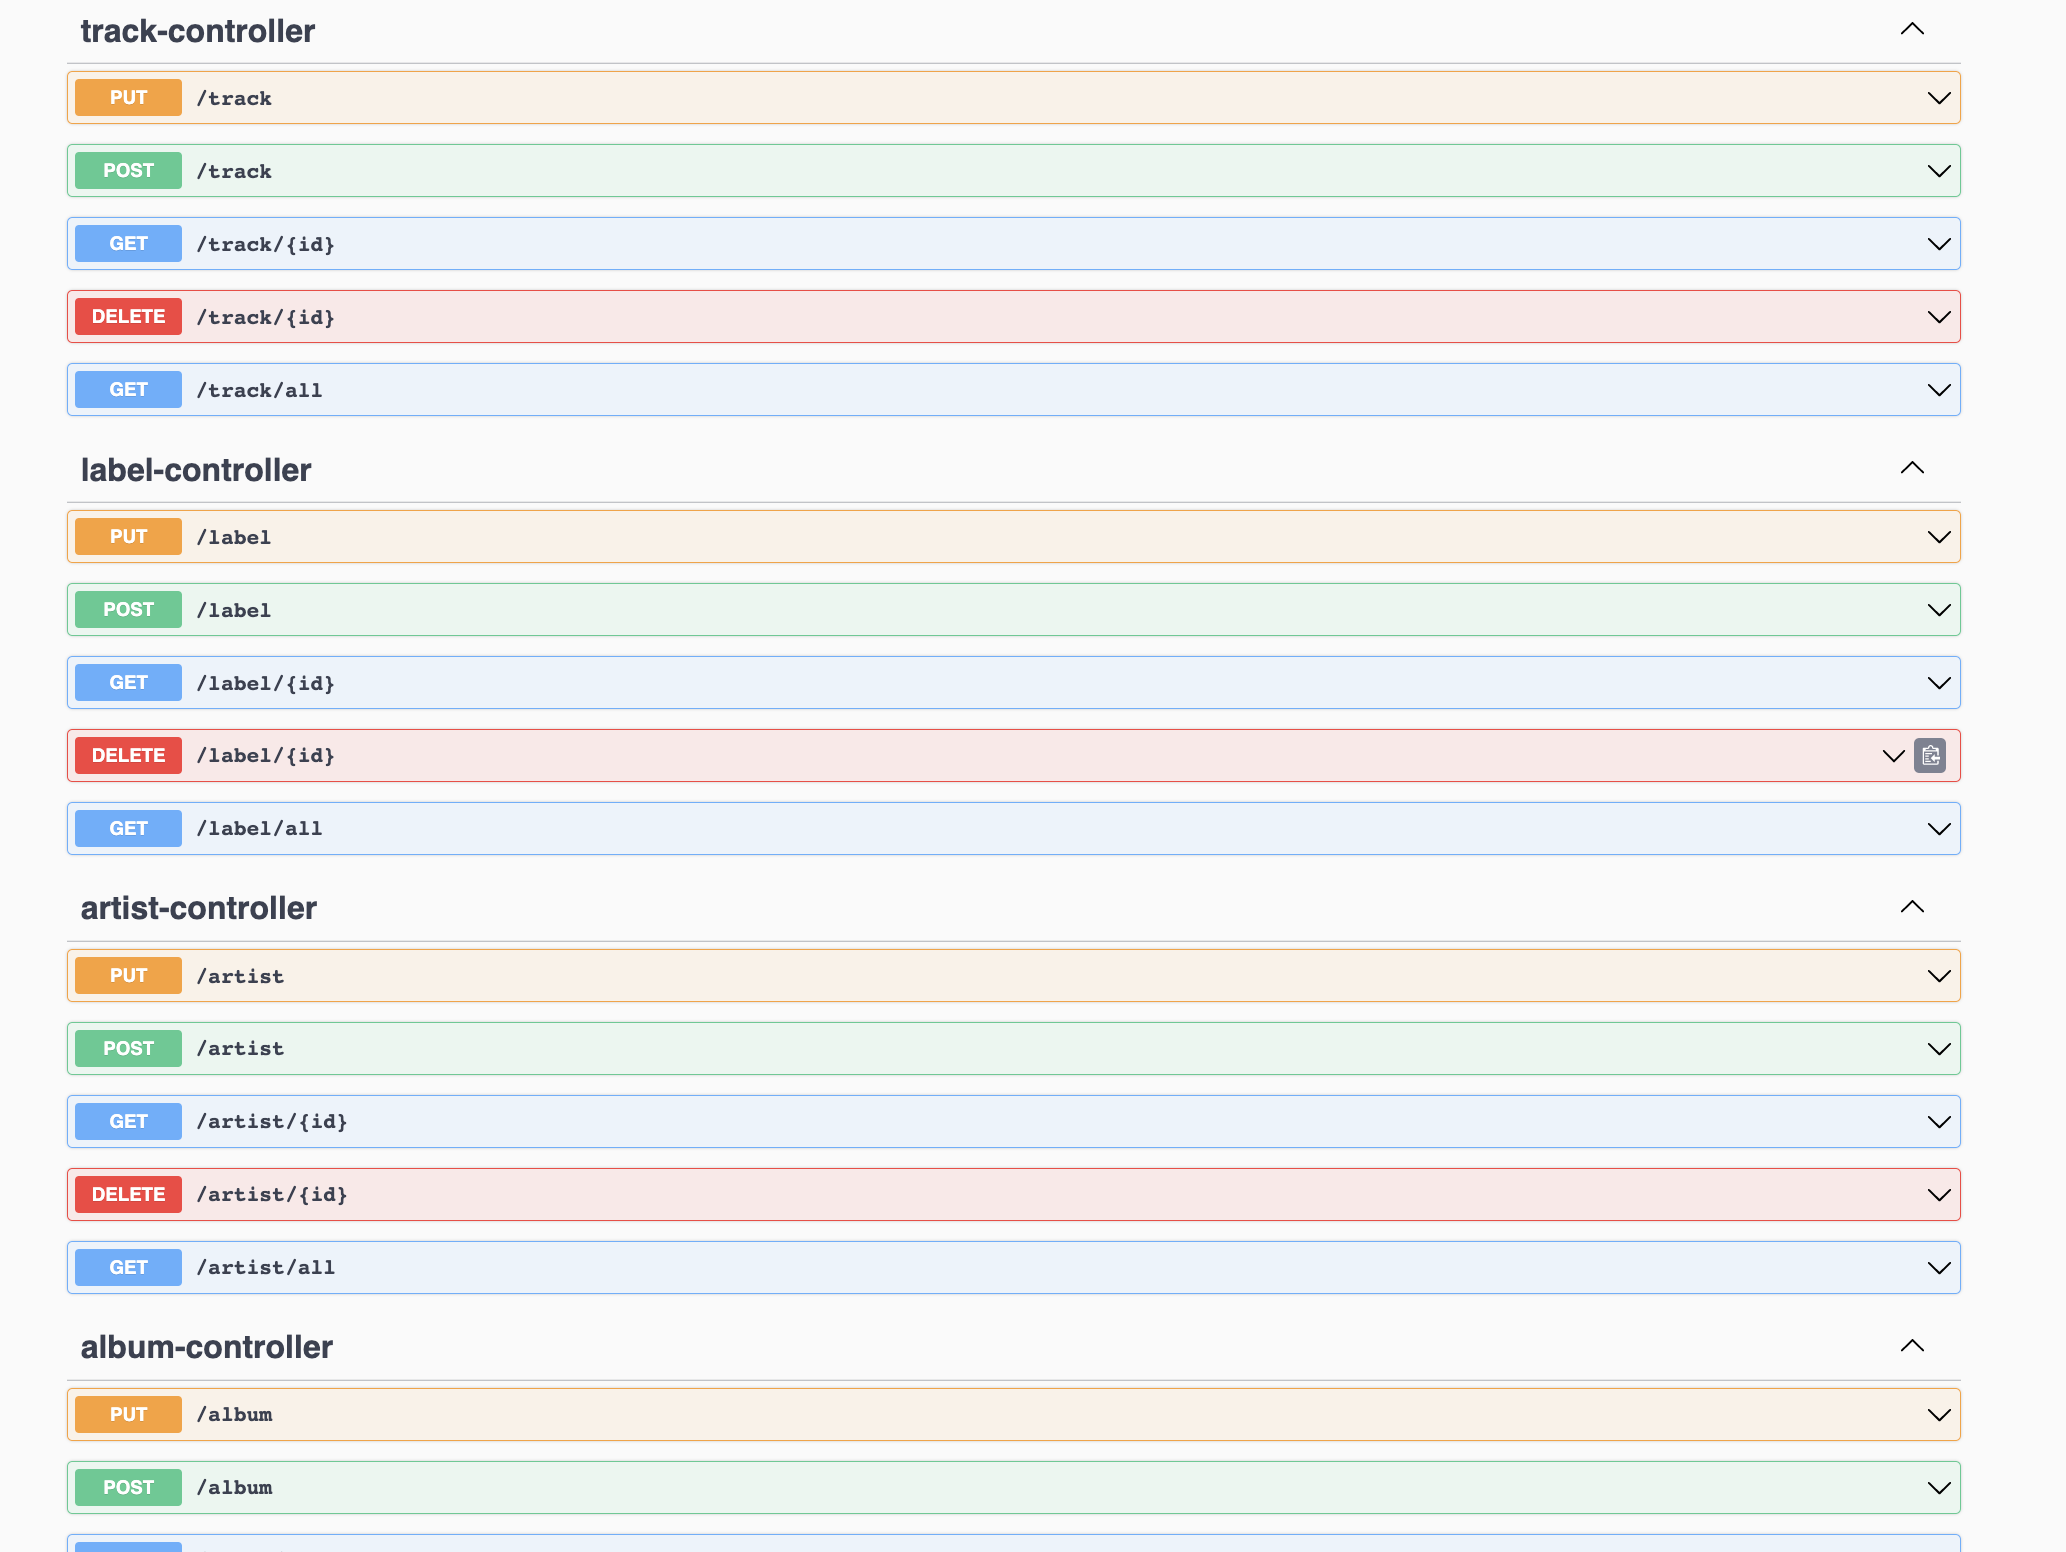 track-controller
PUT /track
POST /track
GET /track/{id}
DELETE /track/{id}
GET /track/all
label-controller
PUT /label
POST /label
GET /label/{id}
DELETE /label/{id}
GET /label/all
artist-controller
PUT /artist
POST /artist
GET /artist/{id}
DELETE /artist/{id}
GET /artist/all
album-controller
PUT /album
POST /album